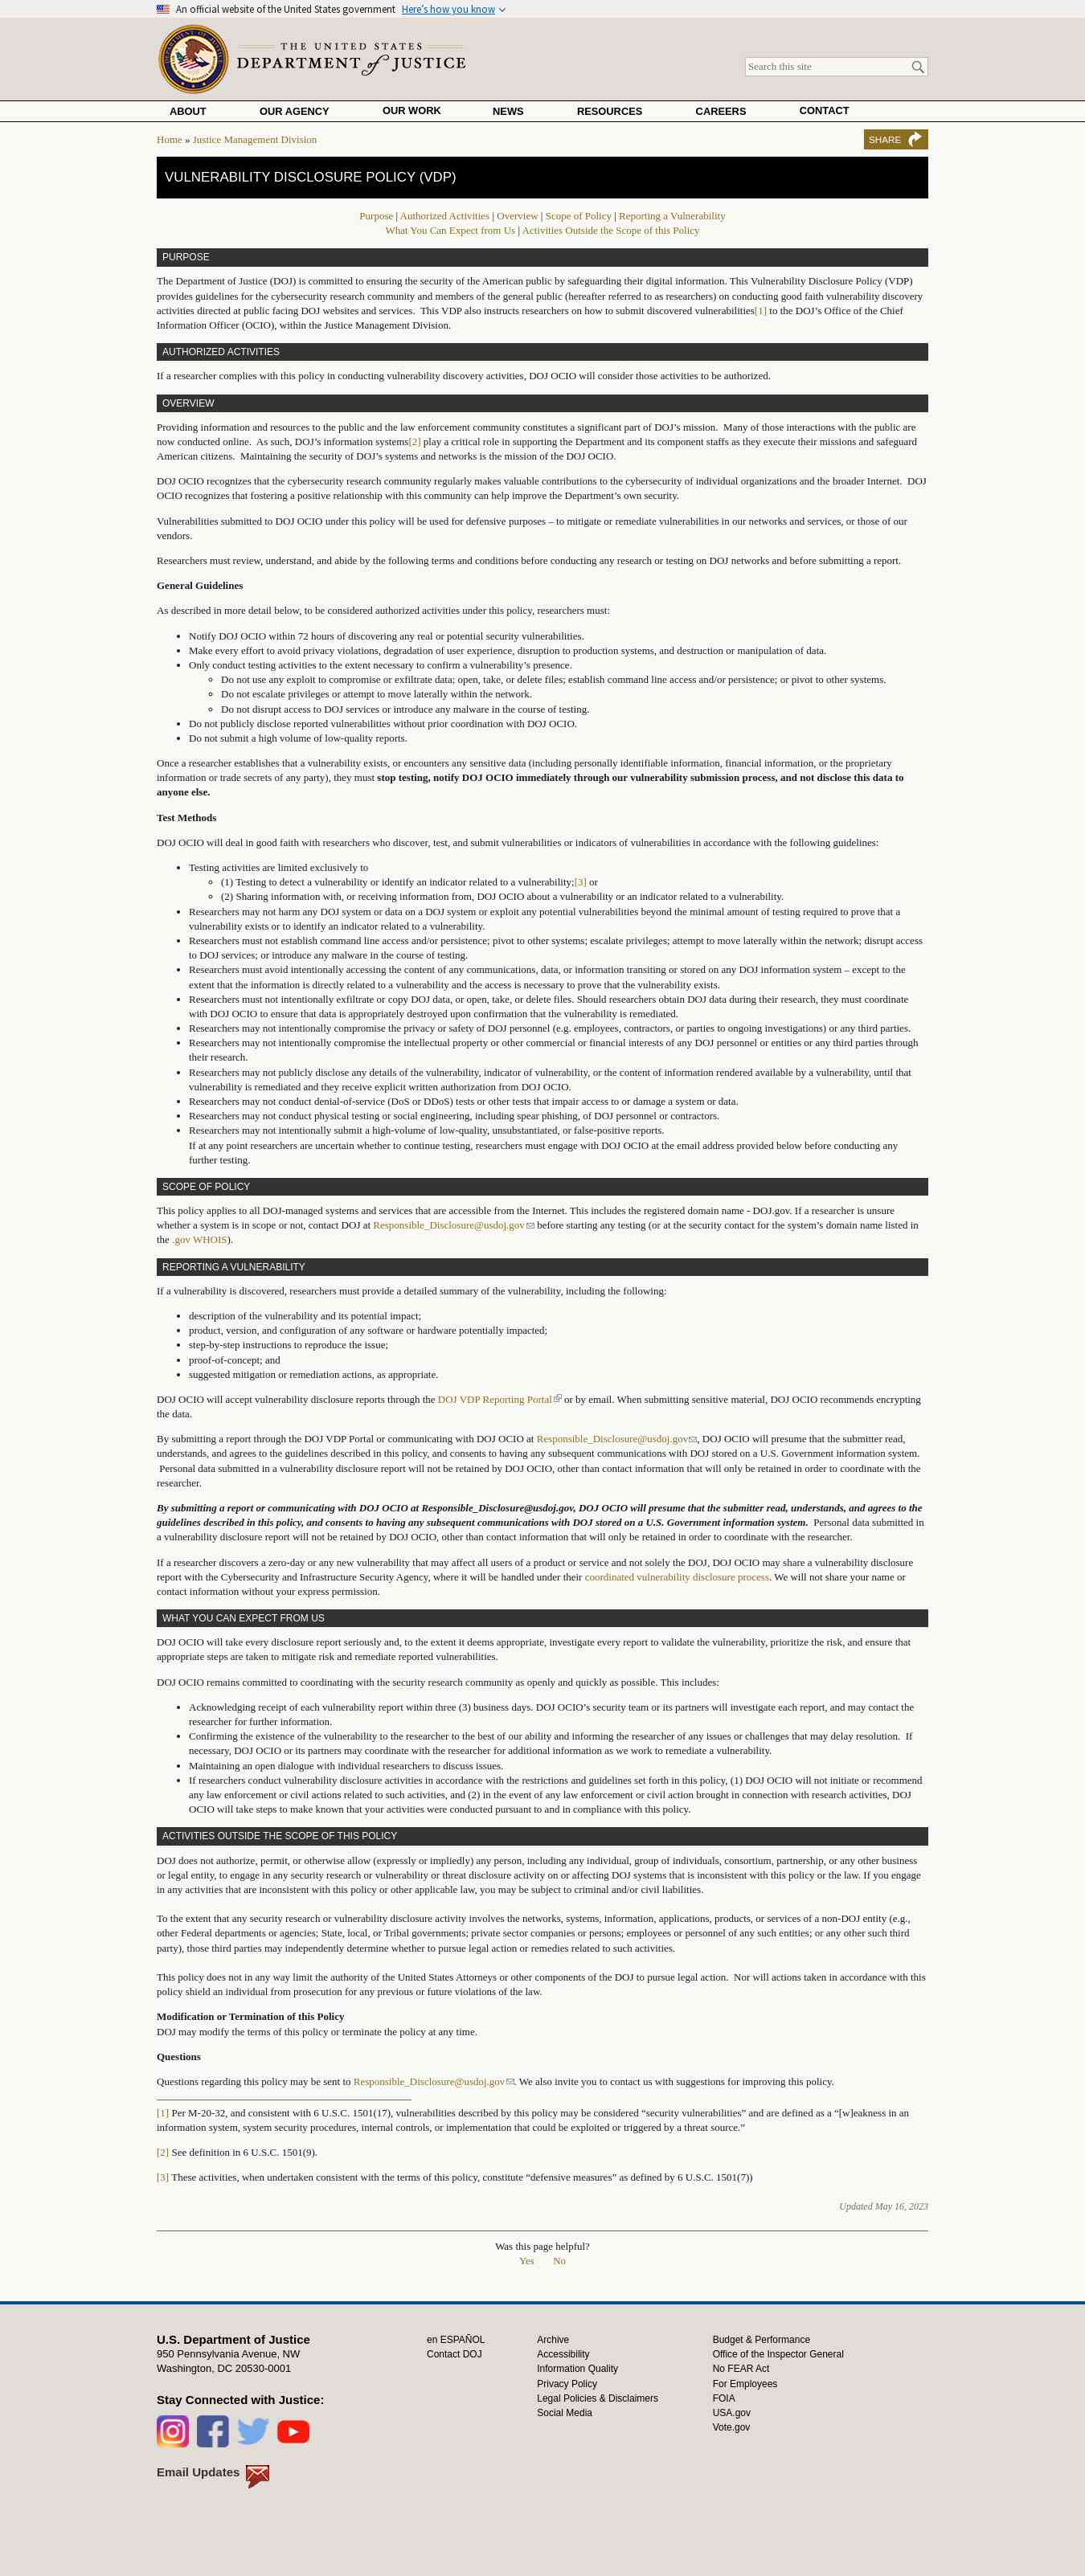 An official website of the United States government Here's how you know
THE UNITED STATES
DEPARTMENT of JUSTICE
Search this site
ABOUT OUR AGENCY OUR WORK NEWS RESOURCES CAREERS CONTACT
Home » Justice Management Division
SHARE
VULNERABILITY DISCLOSURE POLICY (VDP)
Purpose | Authorized Activities | Overview | Scope of Policy | Reporting a Vulnerability
What You Can Expect from Us | Activities Outside the Scope of this Policy
PURPOSE
The Department of Justice (DOJ) is committed to ensuring the security of the American public by safeguarding their digital information. This Vulnerability Disclosure Policy (VDP)
provides guidelines for the cybersecurity research community and members of the general public (hereafter referred to as researchers) on conducting good faith vulnerability discovery
activities directed at public facing DOJ websites and services.  This VDP also instructs researchers on how to submit discovered vulnerabilities[1] to the DOJ's Office of the Chief
Information Officer (OCIO), within the Justice Management Division.
AUTHORIZED ACTIVITIES
If a researcher complies with this policy in conducting vulnerability discovery activities, DOJ OCIO will consider those activities to be authorized.
OVERVIEW
Providing information and resources to the public and the law enforcement community constitutes a significant part of DOJ's mission.  Many of those interactions with the public are
now conducted online.  As such, DOJ's information systems[2] play a critical role in supporting the Department and its component staffs as they execute their missions and safeguard
American citizens.  Maintaining the security of DOJ's systems and networks is the mission of the DOJ OCIO.
DOJ OCIO recognizes that the cybersecurity research community regularly makes valuable contributions to the cybersecurity of individual organizations and the broader Internet.  DOJ
OCIO recognizes that fostering a positive relationship with this community can help improve the Department's own security.
Vulnerabilities submitted to DOJ OCIO under this policy will be used for defensive purposes – to mitigate or remediate vulnerabilities in our networks and services, or those of our
vendors.
Researchers must review, understand, and abide by the following terms and conditions before conducting any research or testing on DOJ networks and before submitting a report.
General Guidelines
As described in more detail below, to be considered authorized activities under this policy, researchers must:
• Notify DOJ OCIO within 72 hours of discovering any real or potential security vulnerabilities.
• Make every effort to avoid privacy violations, degradation of user experience, disruption to production systems, and destruction or manipulation of data.
• Only conduct testing activities to the extent necessary to confirm a vulnerability's presence.
◦ Do not use any exploit to compromise or exfiltrate data; open, take, or delete files; establish command line access and/or persistence; or pivot to other systems.
◦ Do not escalate privileges or attempt to move laterally within the network.
◦ Do not disrupt access to DOJ services or introduce any malware in the course of testing.
• Do not publicly disclose reported vulnerabilities without prior coordination with DOJ OCIO.
• Do not submit a high volume of low-quality reports.
Once a researcher establishes that a vulnerability exists, or encounters any sensitive data (including personally identifiable information, financial information, or the proprietary
information or trade secrets of any party), they must stop testing, notify DOJ OCIO immediately through our vulnerability submission process, and not disclose this data to
anyone else.
Test Methods
DOJ OCIO will deal in good faith with researchers who discover, test, and submit vulnerabilities or indicators of vulnerabilities in accordance with the following guidelines:
• Testing activities are limited exclusively to
◦ (1) Testing to detect a vulnerability or identify an indicator related to a vulnerability;[3] or
◦ (2) Sharing information with, or receiving information from, DOJ OCIO about a vulnerability or an indicator related to a vulnerability.
• Researchers may not harm any DOJ system or data on a DOJ system or exploit any potential vulnerabilities beyond the minimal amount of testing required to prove that a
vulnerability exists or to identify an indicator related to a vulnerability.
• Researchers must not establish command line access and/or persistence; pivot to other systems; escalate privileges; attempt to move laterally within the network; disrupt access
to DOJ services; or introduce any malware in the course of testing.
• Researchers must avoid intentionally accessing the content of any communications, data, or information transiting or stored on any DOJ information system – except to the
extent that the information is directly related to a vulnerability and the access is necessary to prove that the vulnerability exists.
• Researchers must not intentionally exfiltrate or copy DOJ data, or open, take, or delete files. Should researchers obtain DOJ data during their research, they must coordinate
with DOJ OCIO to ensure that data is appropriately destroyed upon confirmation that the vulnerability is remediated.
• Researchers may not intentionally compromise the privacy or safety of DOJ personnel (e.g. employees, contractors, or parties to ongoing investigations) or any third parties.
• Researchers may not intentionally compromise the intellectual property or other commercial or financial interests of any DOJ personnel or entities or any third parties through
their research.
• Researchers may not publicly disclose any details of the vulnerability, indicator of vulnerability, or the content of information rendered available by a vulnerability, until that
vulnerability is remediated and they receive explicit written authorization from DOJ OCIO.
• Researchers may not conduct denial-of-service (DoS or DDoS) tests or other tests that impair access to or damage a system or data.
• Researchers may not conduct physical testing or social engineering, including spear phishing, of DOJ personnel or contractors.
• Researchers may not intentionally submit a high-volume of low-quality, unsubstantiated, or false-positive reports.
If at any point researchers are uncertain whether to continue testing, researchers must engage with DOJ OCIO at the email address provided below before conducting any
further testing.
SCOPE OF POLICY
This policy applies to all DOJ-managed systems and services that are accessible from the Internet. This includes the registered domain name - DOJ.gov. If a researcher is unsure
whether a system is in scope or not, contact DOJ at Responsible_Disclosure@usdoj.gov before starting any testing (or at the security contact for the system's domain name listed in
the .gov WHOIS).
REPORTING A VULNERABILITY
If a vulnerability is discovered, researchers must provide a detailed summary of the vulnerability, including the following:
• description of the vulnerability and its potential impact;
• product, version, and configuration of any software or hardware potentially impacted;
• step-by-step instructions to reproduce the issue;
• proof-of-concept; and
• suggested mitigation or remediation actions, as appropriate.
DOJ OCIO will accept vulnerability disclosure reports through the DOJ VDP Reporting Portal or by email. When submitting sensitive material, DOJ OCIO recommends encrypting
the data.
By submitting a report through the DOJ VDP Portal or communicating with DOJ OCIO at Responsible_Disclosure@usdoj.gov, DOJ OCIO will presume that the submitter read,
understands, and agrees to the guidelines described in this policy, and consents to having any subsequent communications with DOJ stored on a U.S. Government information system.
Personal data submitted in a vulnerability disclosure report will not be retained by DOJ OCIO, other than contact information that will only be retained in order to coordinate with the
researcher.
By submitting a report or communicating with DOJ OCIO at Responsible_Disclosure@usdoj.gov, DOJ OCIO will presume that the submitter read, understands, and agrees to the
guidelines described in this policy, and consents to having any subsequent communications with DOJ stored on a U.S. Government information system.  Personal data submitted in
a vulnerability disclosure report will not be retained by DOJ OCIO, other than contact information that will only be retained in order to coordinate with the researcher.
If a researcher discovers a zero-day or any new vulnerability that may affect all users of a product or service and not solely the DOJ, DOJ OCIO may share a vulnerability disclosure
report with the Cybersecurity and Infrastructure Security Agency, where it will be handled under their coordinated vulnerability disclosure process. We will not share your name or
contact information without your express permission.
WHAT YOU CAN EXPECT FROM US
DOJ OCIO will take every disclosure report seriously and, to the extent it deems appropriate, investigate every report to validate the vulnerability, prioritize the risk, and ensure that
appropriate steps are taken to mitigate risk and remediate reported vulnerabilities.
DOJ OCIO remains committed to coordinating with the security research community as openly and quickly as possible. This includes:
• Acknowledging receipt of each vulnerability report within three (3) business days. DOJ OCIO's security team or its partners will investigate each report, and may contact the
researcher for further information.
• Confirming the existence of the vulnerability to the researcher to the best of our ability and informing the researcher of any issues or challenges that may delay resolution.  If
necessary, DOJ OCIO or its partners may coordinate with the researcher for additional information as we work to remediate a vulnerability.
• Maintaining an open dialogue with individual researchers to discuss issues.
• If researchers conduct vulnerability disclosure activities in accordance with the restrictions and guidelines set forth in this policy, (1) DOJ OCIO will not initiate or recommend
any law enforcement or civil actions related to such activities, and (2) in the event of any law enforcement or civil action brought in connection with research activities, DOJ
OCIO will take steps to make known that your activities were conducted pursuant to and in compliance with this policy.
ACTIVITIES OUTSIDE THE SCOPE OF THIS POLICY
DOJ does not authorize, permit, or otherwise allow (expressly or impliedly) any person, including any individual, group of individuals, consortium, partnership, or any other business
or legal entity, to engage in any security research or vulnerability or threat disclosure activity on or affecting DOJ systems that is inconsistent with this policy or the law. If you engage
in any activities that are inconsistent with this policy or other applicable law, you may be subject to criminal and/or civil liabilities.
To the extent that any security research or vulnerability disclosure activity involves the networks, systems, information, applications, products, or services of a non-DOJ entity (e.g.,
other Federal departments or agencies; State, local, or Tribal governments; private sector companies or persons; employees or personnel of any such entities; or any other such third
party), those third parties may independently determine whether to pursue legal action or remedies related to such activities.
This policy does not in any way limit the authority of the United States Attorneys or other components of the DOJ to pursue legal action.  Nor will actions taken in accordance with this
policy shield an individual from prosecution for any previous or future violations of the law.
Modification or Termination of this Policy
DOJ may modify the terms of this policy or terminate the policy at any time.
Questions
Questions regarding this policy may be sent to Responsible_Disclosure@usdoj.gov. We also invite you to contact us with suggestions for improving this policy.
[1] Per M-20-32, and consistent with 6 U.S.C. 1501(17), vulnerabilities described by this policy may be considered “security vulnerabilities” and are defined as a “[w]eakness in an
information system, system security procedures, internal controls, or implementation that could be exploited or triggered by a threat source.”
[2] See definition in 6 U.S.C. 1501(9).
[3] These activities, when undertaken consistent with the terms of this policy, constitute “defensive measures” as defined by 6 U.S.C. 1501(7))
Updated May 16, 2023
Was this page helpful?
Yes No
U.S. Department of Justice
950 Pennsylvania Avenue, NW
Washington, DC 20530-0001
Stay Connected with Justice:
Email Updates
en ESPAÑOL
Contact DOJ
Archive
Accessibility
Information Quality
Privacy Policy
Legal Policies & Disclaimers
Social Media
Budget & Performance
Office of the Inspector General
No FEAR Act
For Employees
FOIA
USA.gov
Vote.gov